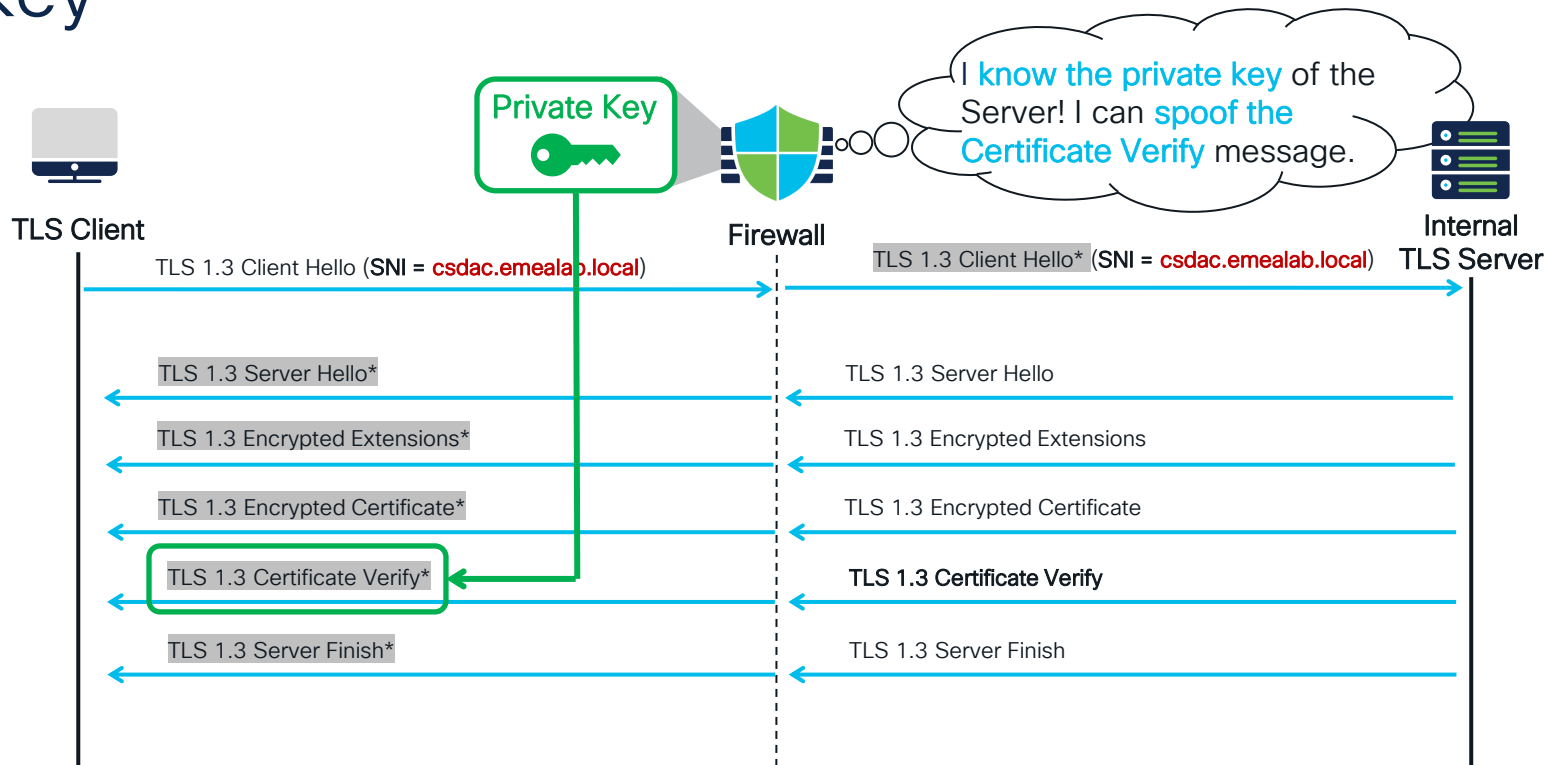 Key
I know the private key of the
Server! I can spoof the
Certificate Verify message.
Private Key
TLS Client
Firewall
Internal
TLS Server
TLS 1.3 Client Hello (SNI = csdac.emealab.local)
TLS 1.3 Client Hello* (SNI = csdac.emealab.local)
TLS 1.3 Server Hello*
TLS 1.3 Server Hello
TLS 1.3 Encrypted Extensions*
TLS 1.3 Encrypted Extensions
TLS 1.3 Encrypted Certificate*
TLS 1.3 Encrypted Certificate
TLS 1.3 Certificate Verify*
TLS 1.3 Certificate Verify
TLS 1.3 Server Finish*
TLS 1.3 Server Finish